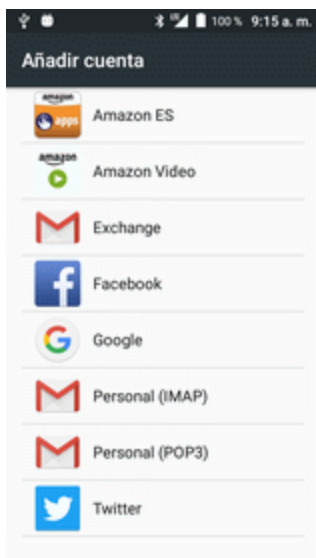 100 % 9:15 a. m.
Añadir cuenta
amazon
apps
Amazon ES
amazon
Amazon Video
Exchange
Facebook
Google
Personal (IMAP)
Personal (POP3)
Twitter